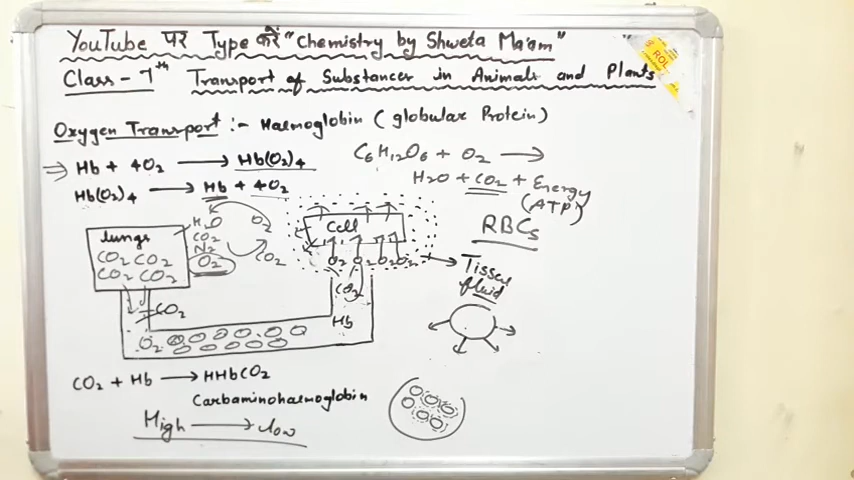 YouTube पर Type करें "Chemistry by Shweta Ma'am"
Class - 7th Transport of Substances in Animals and Plants
Oxygen Transport :- Haemoglobin ( globular Protein)
⇒ Hb + 4O2 ⟶ Hb(O2)4
Hb(O2)4 ⟶ Hb + 4O2
C6H12O6 + O2 ⟶
H2O + CO2 + Energy
(ATP)
RBCs
lungs
CO2 CO2
CO2 CO2
H2O
CO2
N2
O2
O2
CO2
Cell
O2 O2 O2 O2
Tissue
fluid
CO2
Hb
CO2
O2
CO2 + Hb ⟶ HHbCO2
Carbaminohaemoglobin
High ⟶ low